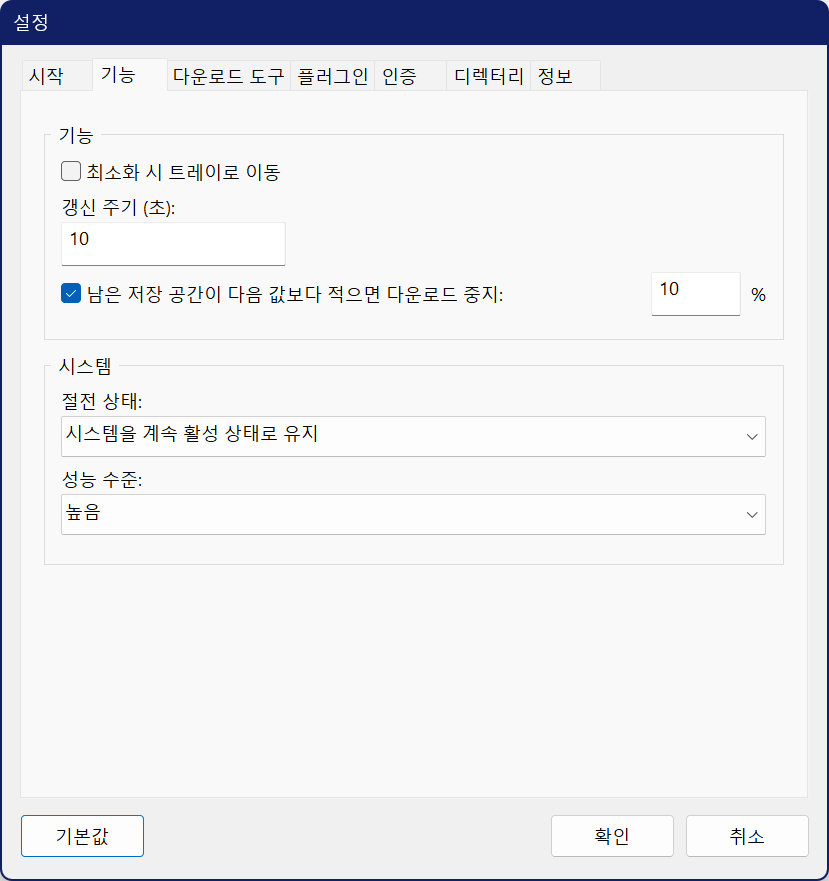 설정
시작 기능 다운로드 도구 플러그인 인증 디렉터리 정보
기능
최소화 시 트레이로 이동
갱신 주기 (초):
10
남은 저장 공간이 다음 값보다 적으면 다운로드 중지: 10 %
시스템
절전 상태:
시스템을 계속 활성 상태로 유지
성능 수준:
높음
기본값 확인 취소